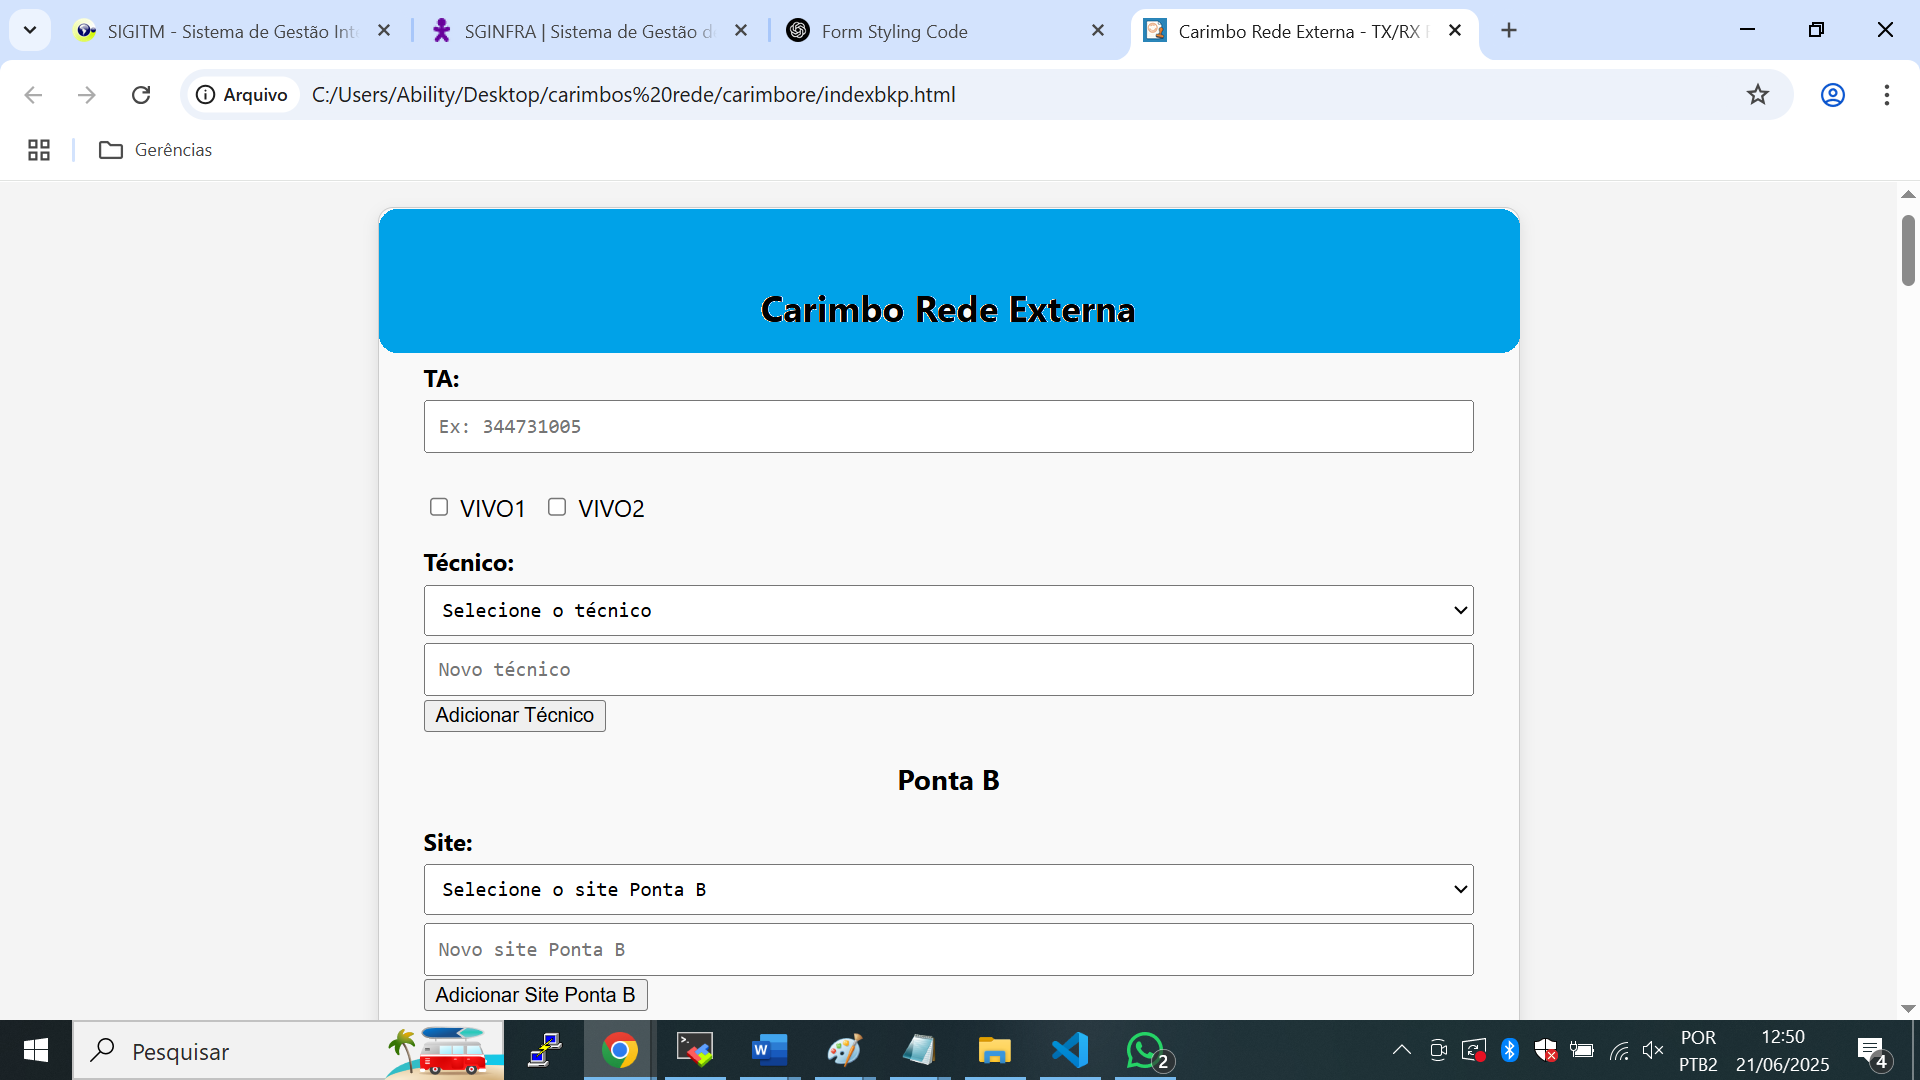 SIGITM - Sistema de Gestão Inte
SGINFRA | Sistema de Gestão de
Form Styling Code
Carimbo Rede Externa - TX/RX
Arquivo
C:/Users/Ability/Desktop/carimbos%20rede/carimbore/indexbkp.html
Gerências
Carimbo Rede Externa
TA:
Ex: 344731005
VIVO1 VIVO2
Técnico:
Selecione o técnico
Novo técnico
Adicionar Técnico
Ponta B
Site:
Selecione o site Ponta B
Novo site Ponta B
Adicionar Site Ponta B
Pesquisar
2
POR
PTB2
12:50
21/06/2025
4